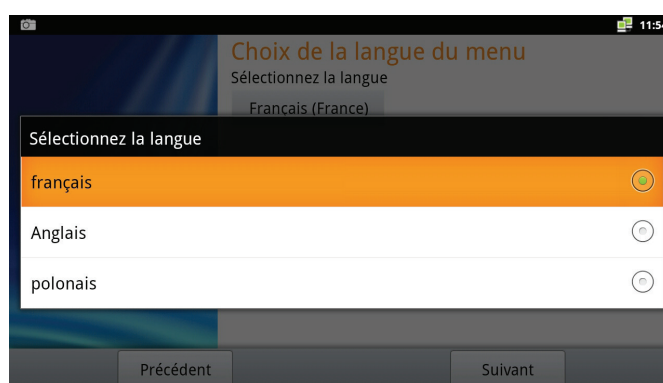 11:54
Choix de la langue du menu
Sélectionnez la langue
Français (France)
Sélectionnez la langue
français
Anglais
polonais
Précédent
Suivant